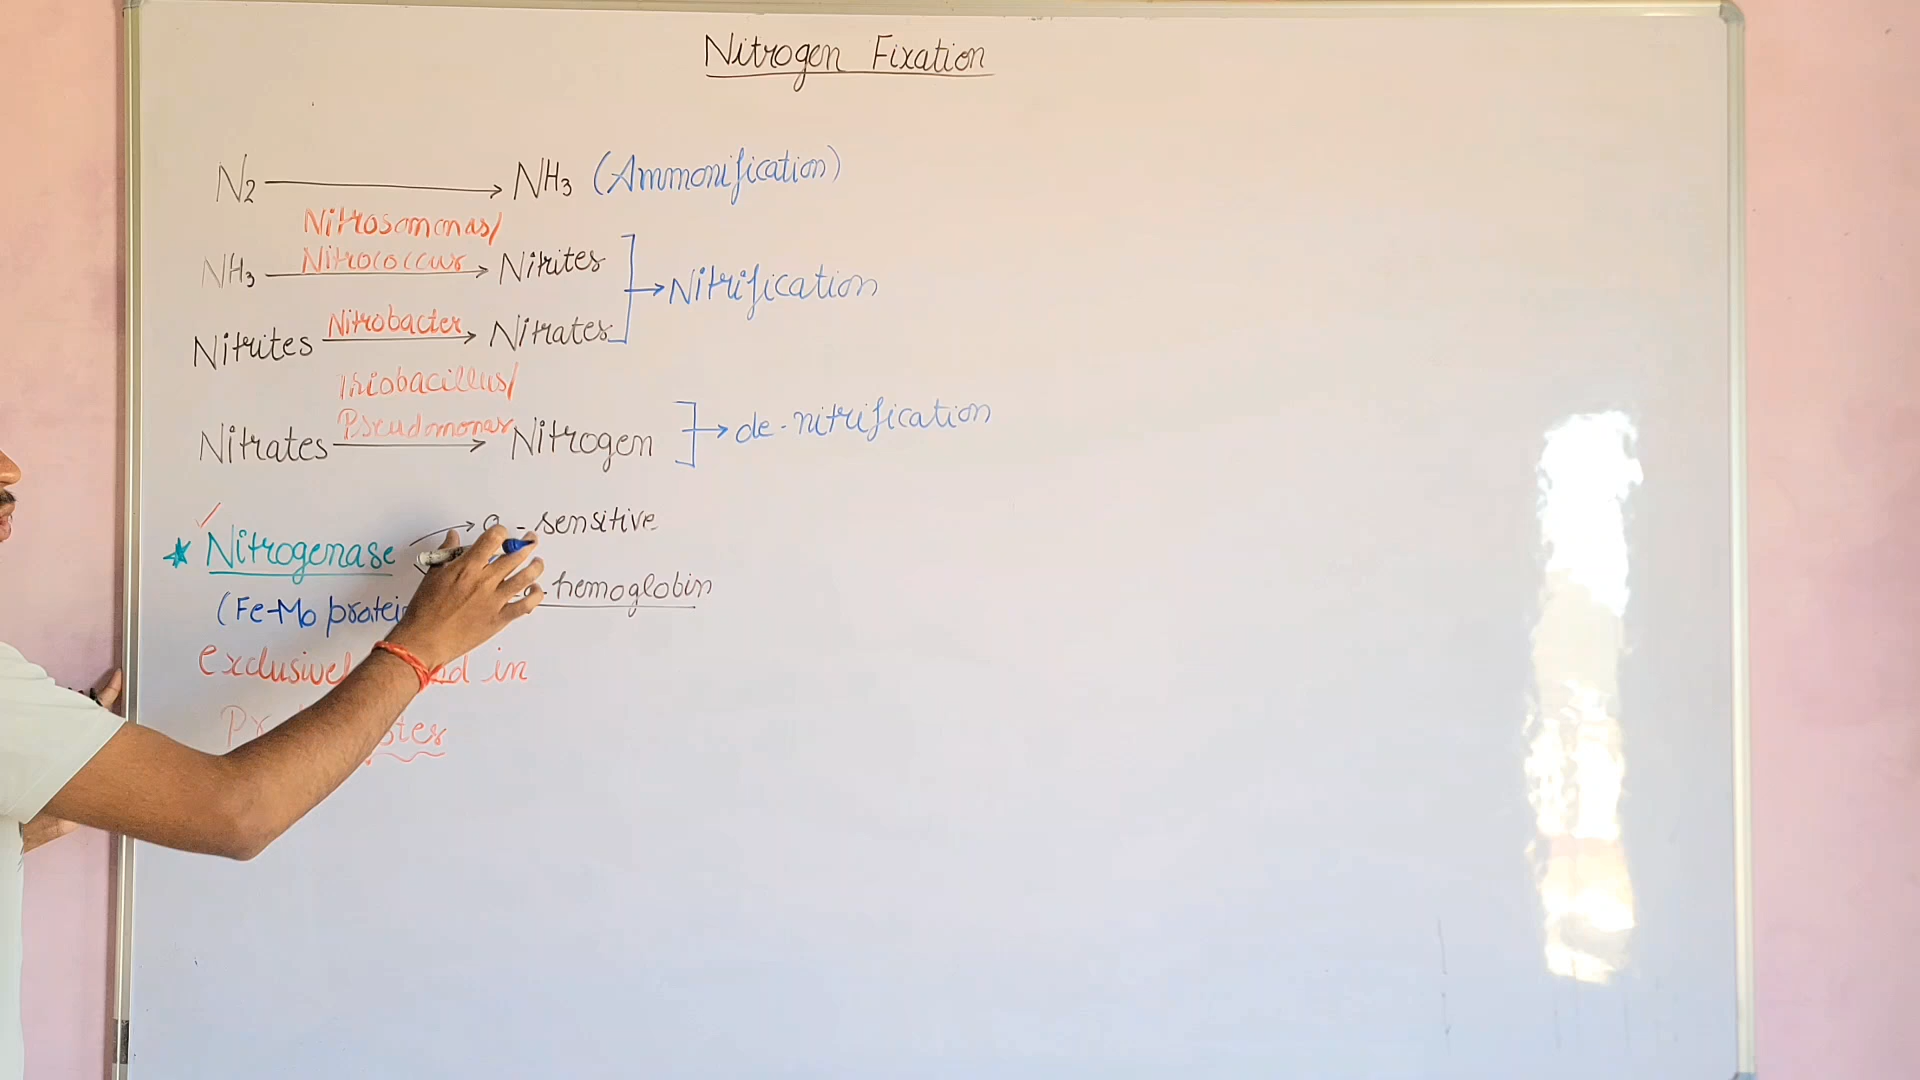 Nitrogen Fixation
N2 → NH3 (Ammonification)
Nitrosomonas/
NH3 Nitrococcus → Nitrites
→ Nitrification
Nitrites Nitrobacter → Nitrates
Thiobacillus/
Pseudomonas
Nitrates → Nitrogen → de-nitrification
- sensitive
* Nitrogenase
hemoglobin
(Fe-Mo protein
in